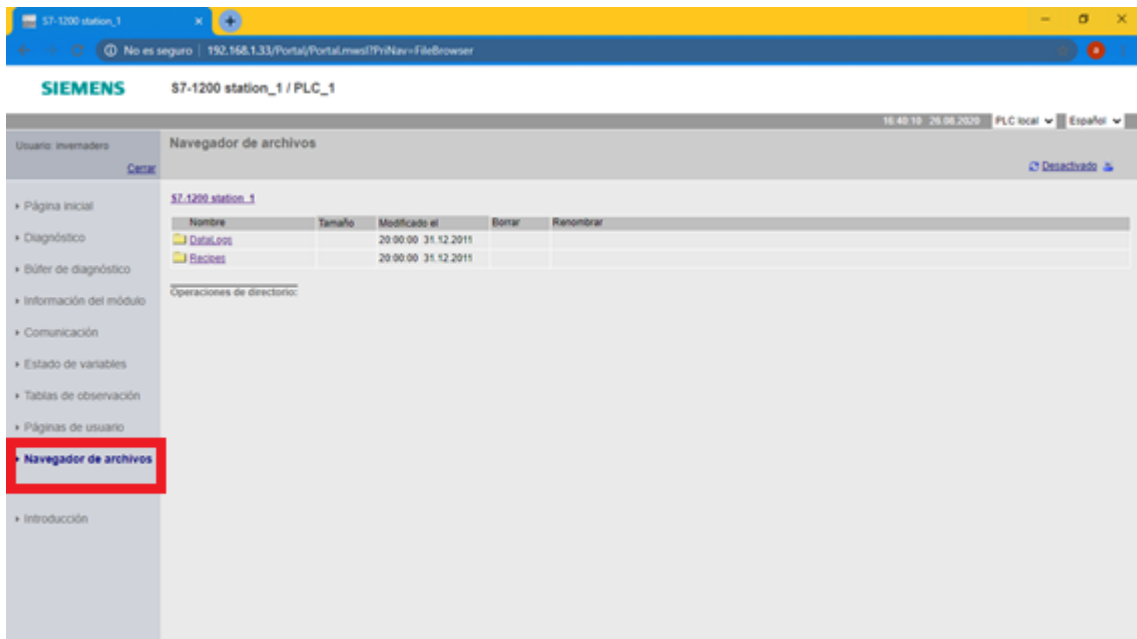 S7-1200 station_1
No es seguro | 192.168.1.33/Portal/Portal.mwsl?PriNav=FileBrowser
a
SIEMENS S7-1200 station_1 / PLC_1
16:40:10 26.08.2020 PLC local Español
Usuario: invernadero
Cerrar
Navegador de archivos
Desactivado
Página inicial
Diagnóstico
Búfer de diagnóstico
Información del módulo
Comunicación
Estado de variables
Tablas de observación
Páginas de usuario
Navegador de archivos
Introducción
S7-1200 station_1
Nombre Tamaño Modificado el Borrar Renombrar
DataLogs 20:00:00 31.12.2011
Recipes 20:00:00 31.12.2011
Operaciones de directorio: